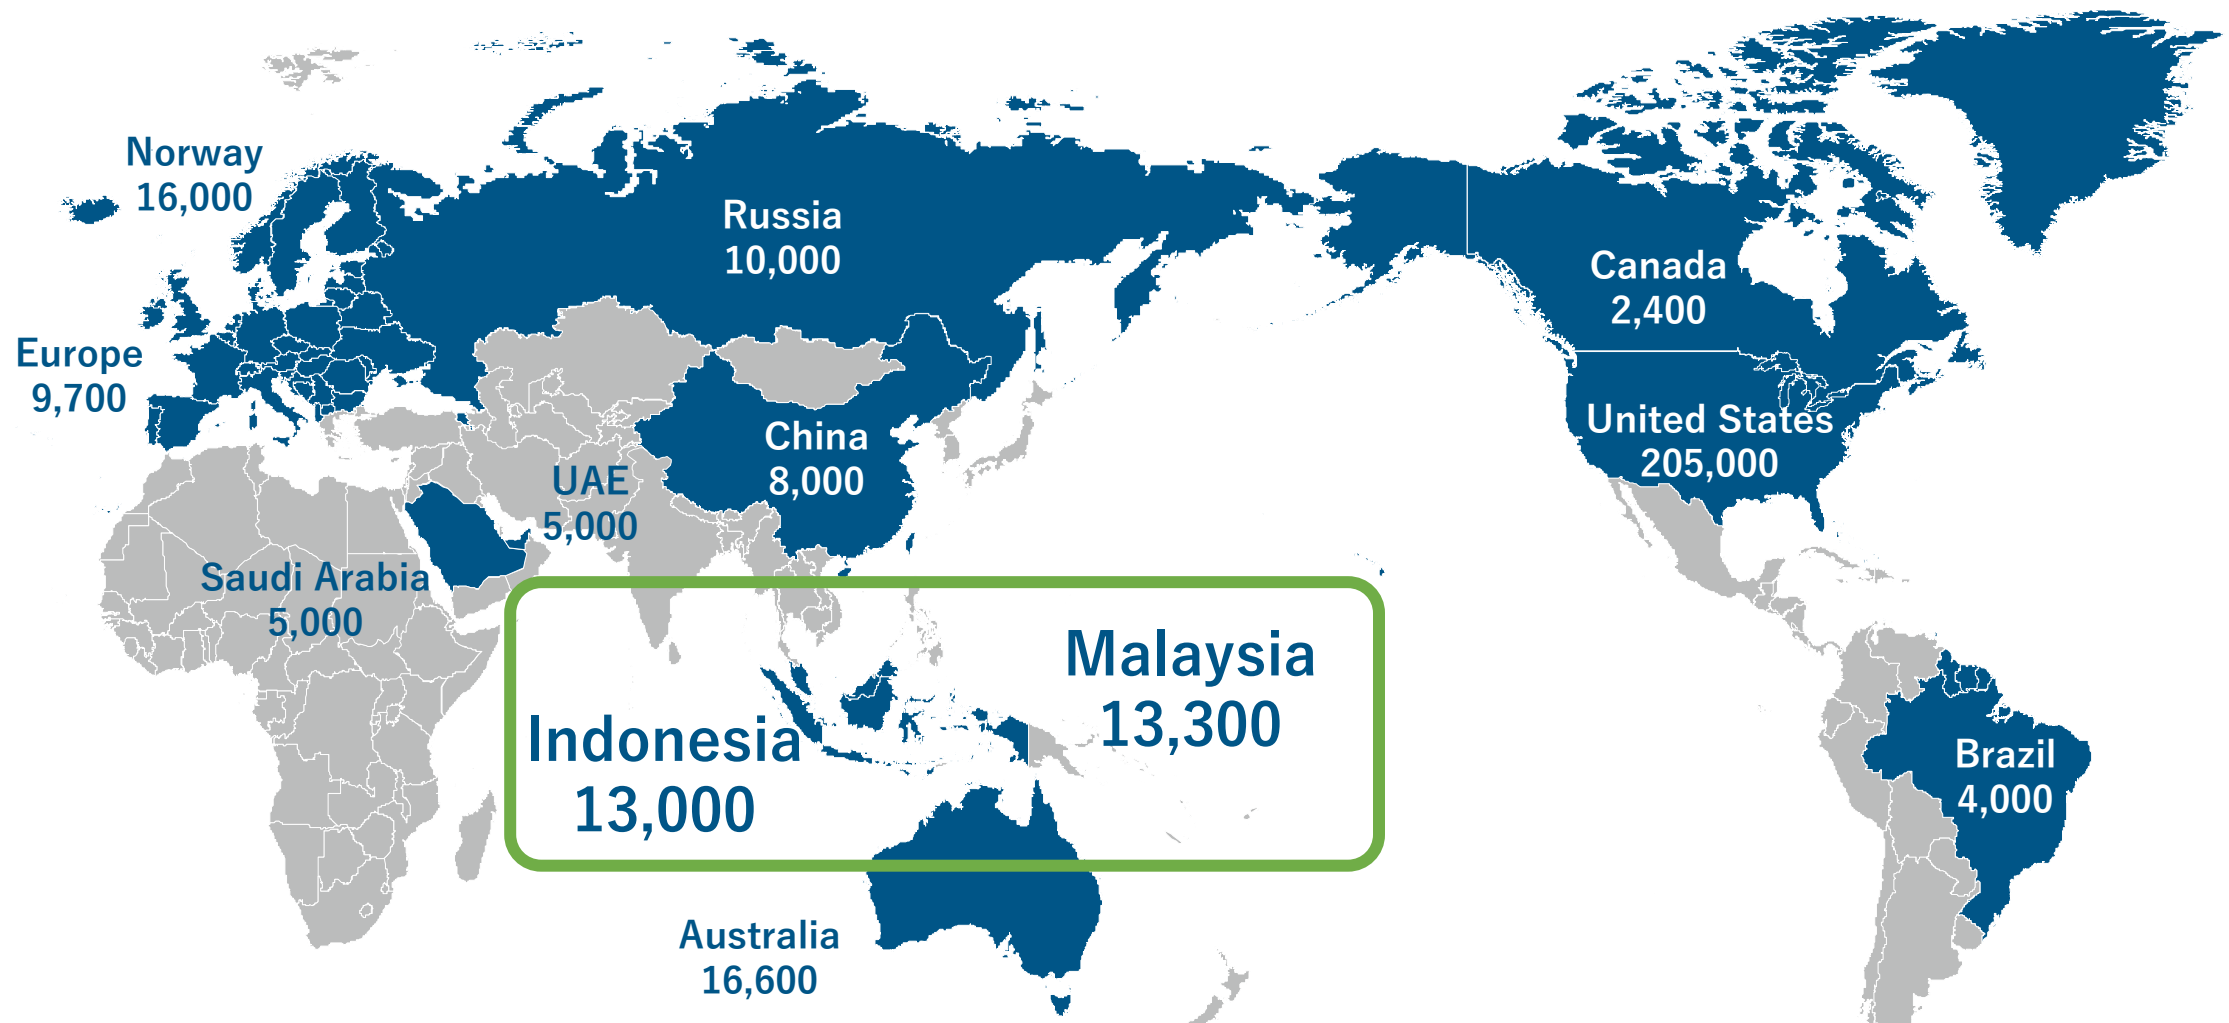 Norway
16,000
Russia
10,000
Canada
2,400
Europe
9,700
United States
205,000
China
8,000
UAE
5,000
Saudi Arabia
5,000
Malaysia
13,300
Indonesia
13,000
Brazil
4,000
Australia
16,600